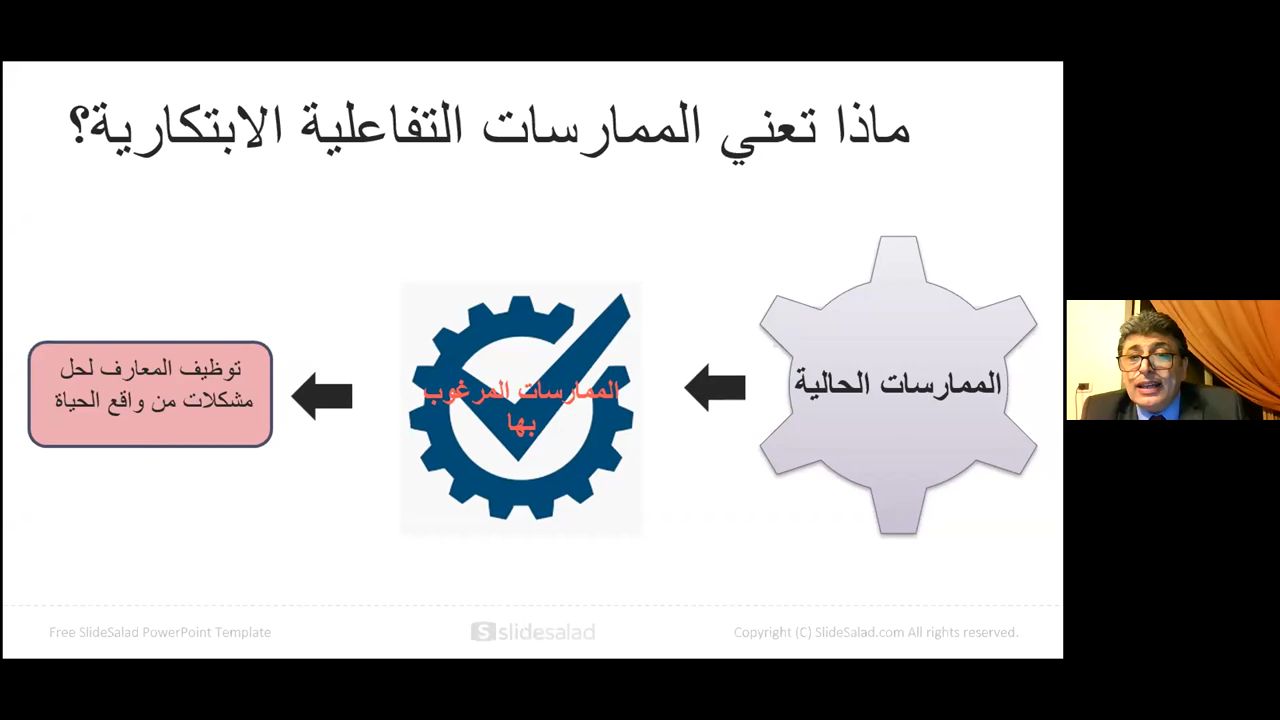 ماذا تعني الممارسات التفاعلية الابتكارية؟
الممارسات الحالية
الممارسات المرغوب
بها
توظيف المعارف لحل
مشكلات من واقع الحياة
Free SlideSalad PowerPoint Template
slidesalad
Copyright (C) SlideSalad.com All rights reserved.